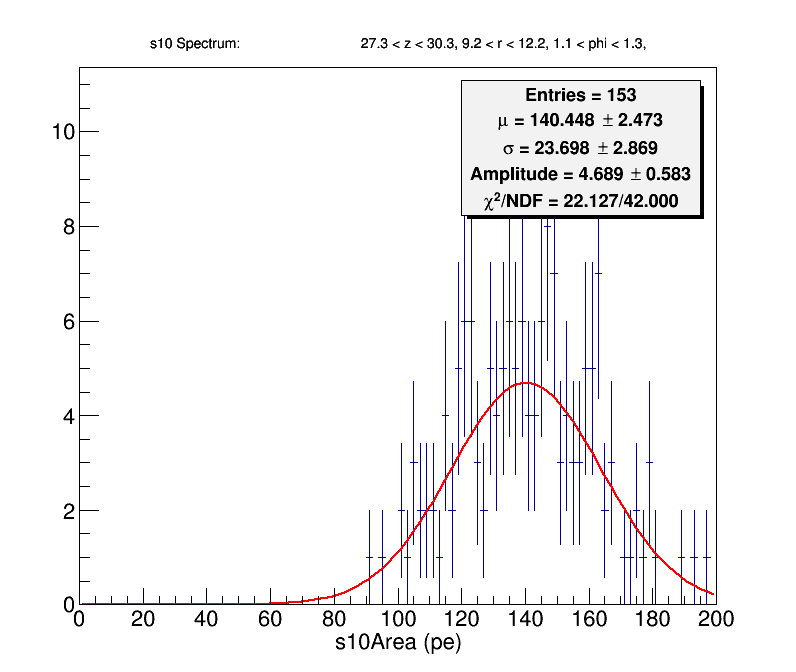 s10 Spectrum: 27.3 < z < 30.3, 9.2 < r < 12.2, 1.1 < phi < 1.3,
Entries = 153
μ = 140.448 ± 2.473
σ = 23.698 ± 2.869
Amplitude = 4.689 ± 0.583
χ²/NDF = 22.127/42.000
10
8
6
4
2
0
0 20 40 60 80 100 120 140 160 180 200
s10Area (pe)